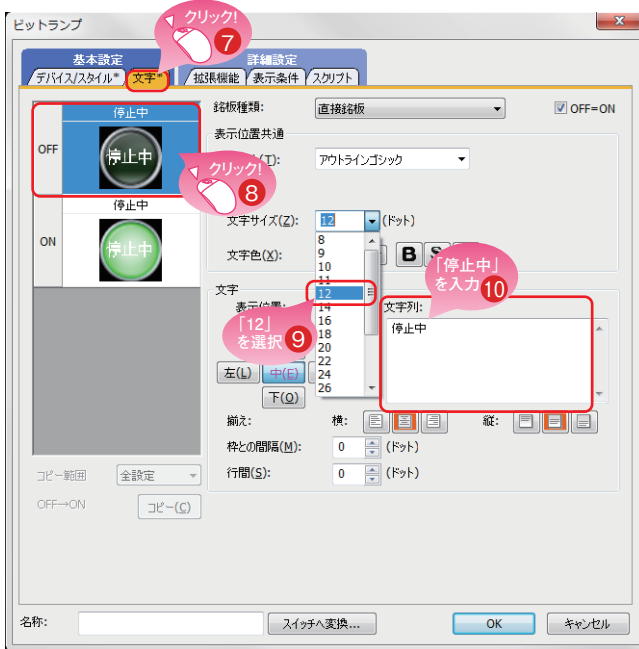 ビットランプ
クリック!
7
基本設定
詳細設定
デバイス/スタイル*
文字*
拡張機能
表示条件
スクリプト
停止中
OFF
停止中
停止中
ON
停止中
クリック!
8
銘板種類:
直接銘板
OFF=ON
表示位置共通
(T):
アウトラインゴシック
文字サイズ(Z):
12
(ドット)
文字色(X):
B
S
8
9
10
11
12
14
16
18
20
22
24
26
「停止中」
を入力 10
文字
表示位置:
文字列:
停止中
「12」
を選択 9
左(L)
中(E)
下(O)
揃え:
横:
縦:
枠との間隔(M):
0
(ドット)
行間(S):
0
(ドット)
コピー範囲
全設定
OFF→ON
コピー(C)
名称:
スイッチへ変換...
OK
キャンセル